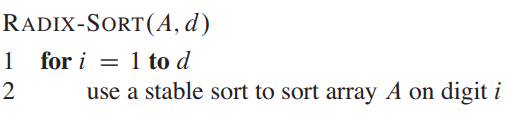 RADIX-SORT(A, d)
1 for i = 1 to d
2 use a stable sort to sort array A on digit i